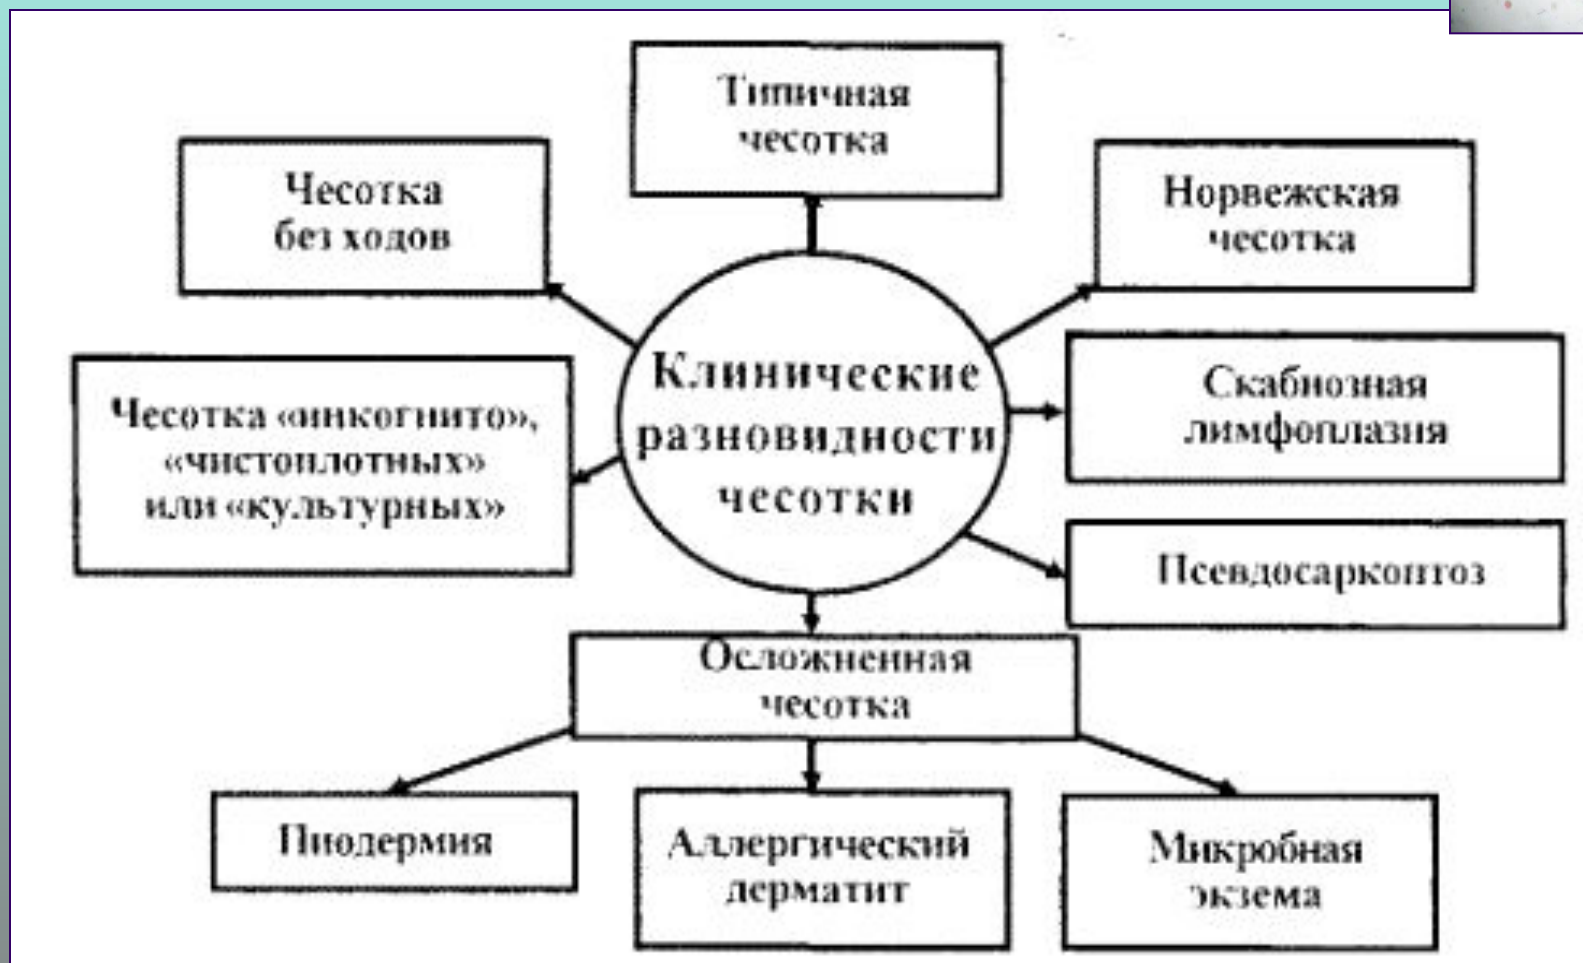 Типичная
чесотка
Чесотка
без ходов
Норвежская
чесотка
Клинические
разновидности
чесотки
Чесотка «инкогнито»,
«чистоплотных»
или «культурных»
Скабиозная
лимфоплазия
Псевдосаркоптоз
Осложненная
чесотка
Пиодермия
Аллергический
дерматит
Микробная
экзема